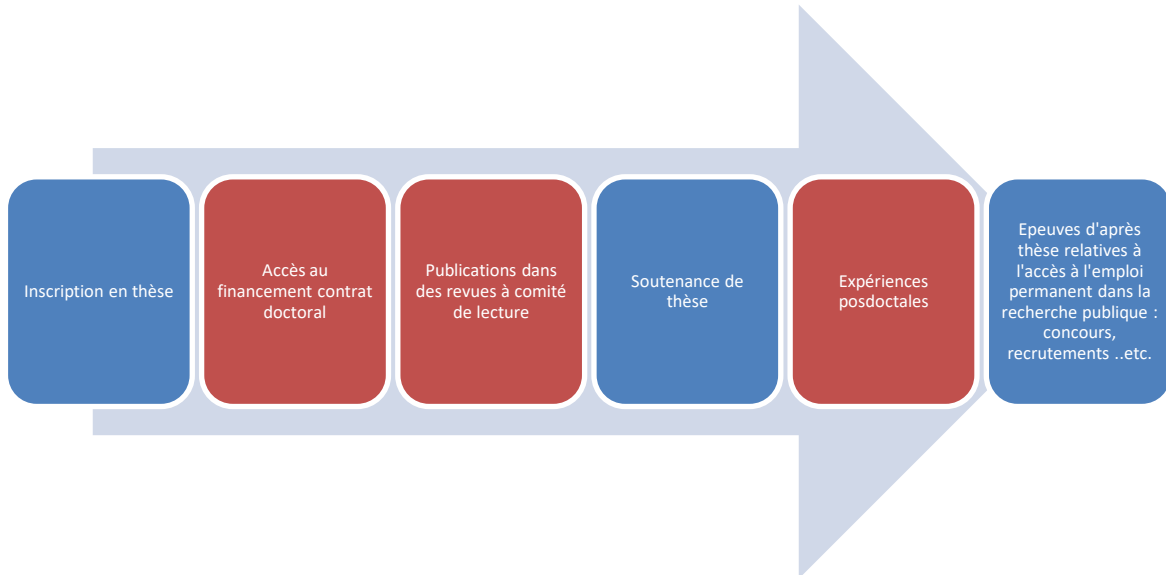 Inscription en thèse
Accès au
financement contrat
doctoral
Publications dans
des revues à comité
de lecture
Soutenance de
thèse
Expériences
posdoctales
Epeuves d'après
thèse relatives à
l'accès à l'emploi
permanent dans la
recherche publique :
concours,
recrutements ..etc.